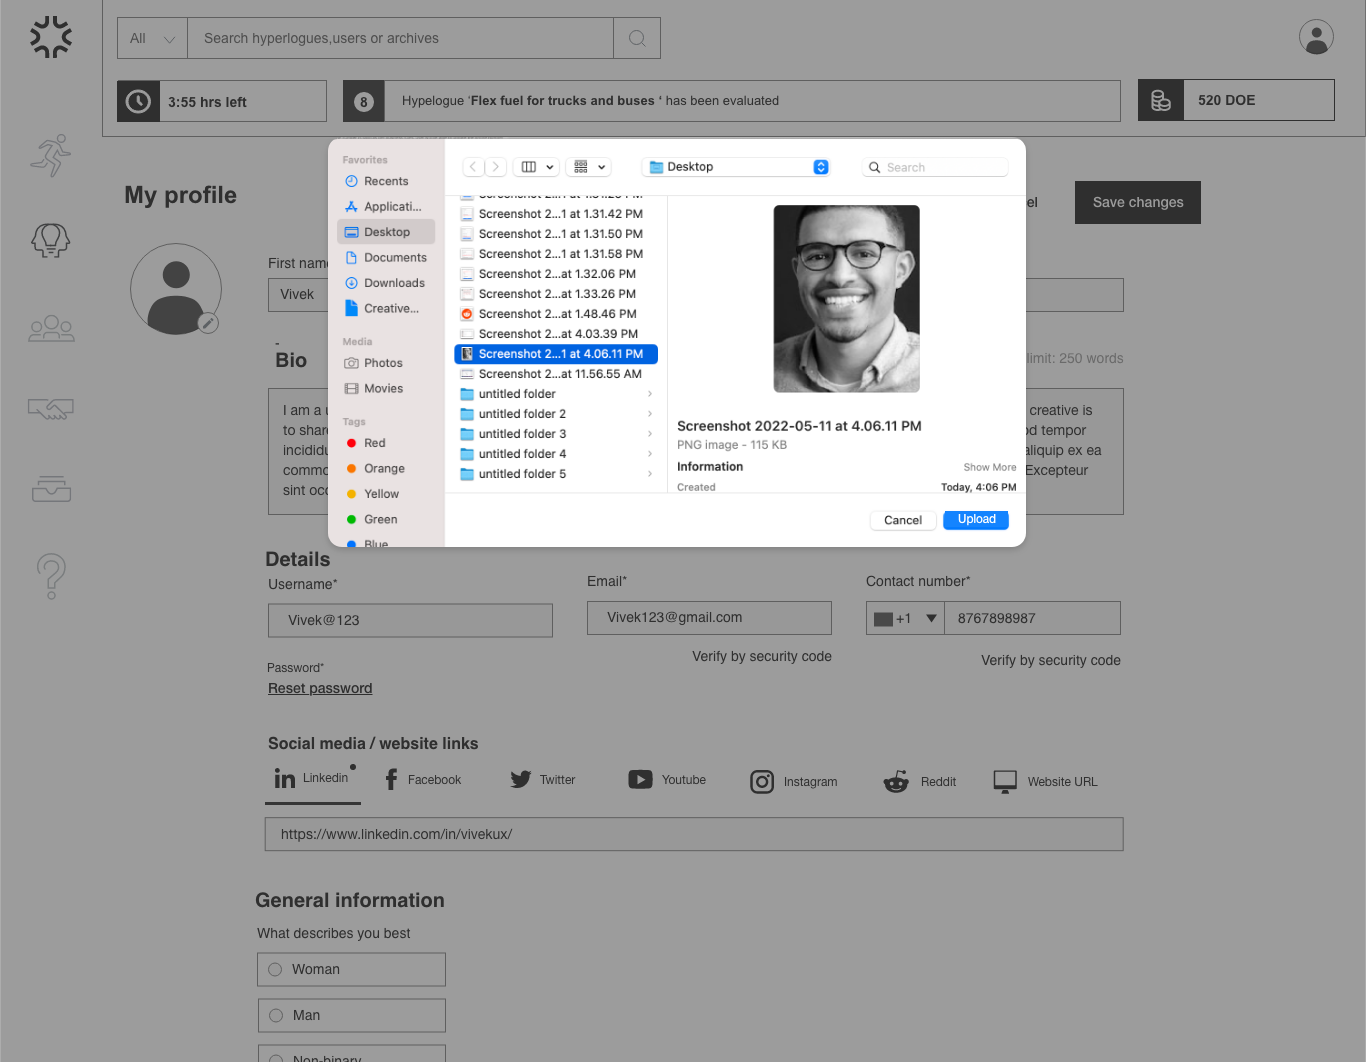 All
Search hyperlogues,users or archives
3:55 hrs left
8
Hypelogue 'Flex fuel for trucks and buses ' has been evaluated
520 DOE
My profile
Save changes
First name
Vivek
Bio
limit: 250 words
I am a
creative is
to share
tempor
aliquip ex ea
Excepteur
sint
Favorites
Recents
Applicati...
Desktop
Documents
Downloads
Creative...
Media
Photos
Movies
Tags
Red
Orange
Yellow
Green
Blue
Desktop
Search
Screenshot 2...1 at 1.31.42 PM
Screenshot 2...1 at 1.31.50 PM
Screenshot 2...1 at 1.31.58 PM
Screenshot 2...at 1.32.06 PM
Screenshot 2...at 1.33.26 PM
Screenshot 2...at 1.48.46 PM
Screenshot 2...at 4.03.39 PM
Screenshot 2...1 at 4.06.11 PM
Screenshot 2...at 11.56.55 AM
untitled folder
untitled folder 2
untitled folder 3
untitled folder 4
untitled folder 5
Screenshot 2022-05-11 at 4.06.11 PM
PNG image - 115 KB
Information
Show More
Created
Today, 4:06 PM
Cancel
Upload
Details
Username*
Email*
Contact number*
Vivek@123
Vivek123@gmail.com
+1
8767898987
Verify by security code
Verify by security code
Password*
Reset password
Social media / website links
Linkedin
Facebook
Twitter
Youtube
Instagram
Reddit
Website URL
https://www.linkedin.com/in/vivekux/
General information
What describes you best
Woman
Man
Non-binary